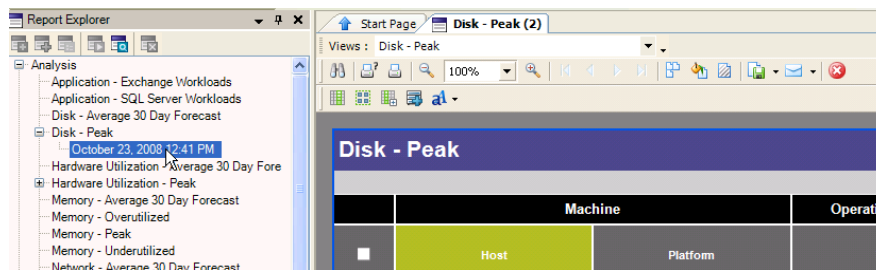 Report Explorer
Analysis
Application - Exchange Workloads
Application - SQL Server Workloads
Disk - Average 30 Day Forecast
Disk - Peak
October 23, 2008 12:41 PM
Hardware Utilization - Average 30 Day Fore
Hardware Utilization - Peak
Memory - Average 30 Day Forecast
Memory - Overutilized
Memory - Peak
Memory - Underutilized
Network - Average 30 Day Forecast
Start Page
Disk - Peak (2)
Views : Disk - Peak
100%
a
Disk - Peak
Machine
Operati
Host
Platform